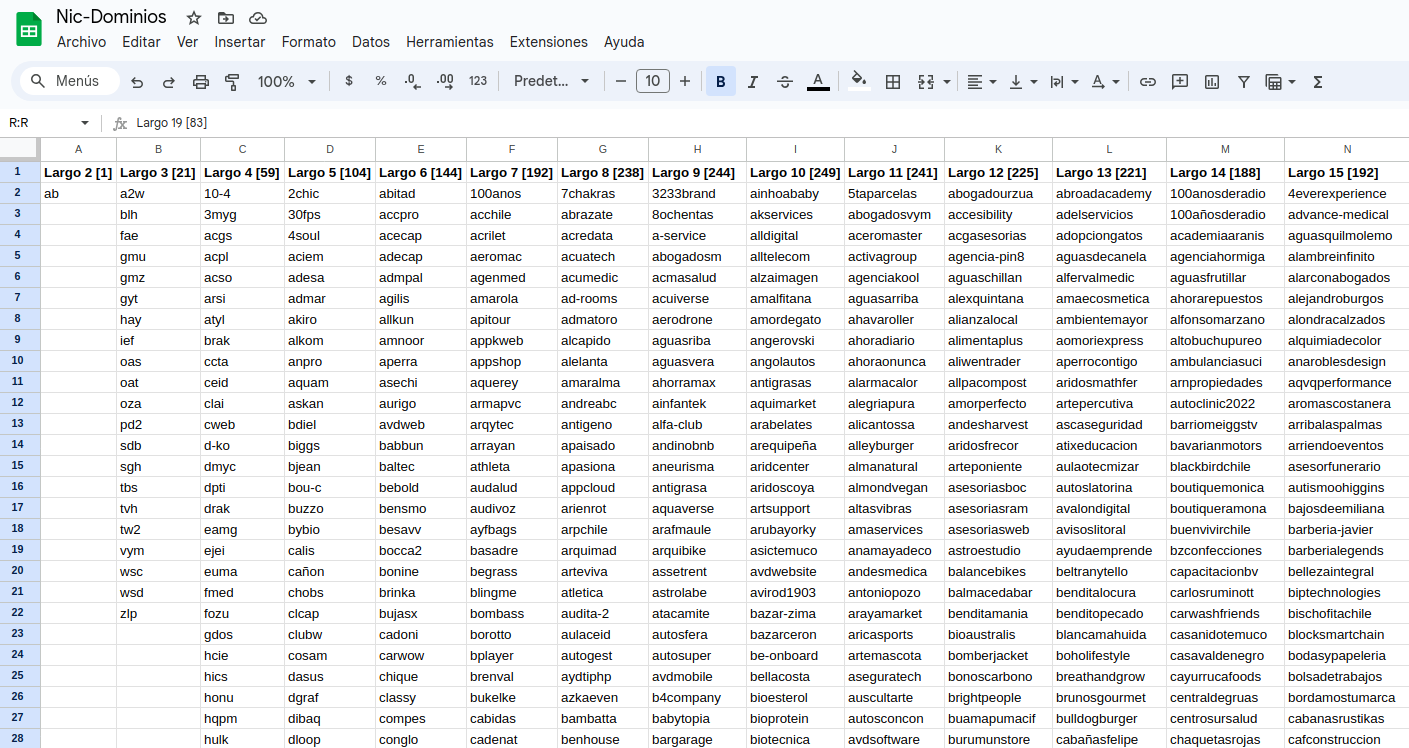 Nic-Dominios
Archivo Editar Ver Insertar Formato Datos Herramientas Extensiones Ayuda
Menús 100% $ % .0 .00 123 Predet... 10 B I S A
R:R fx Largo 19 [83]
A B C D E F G H I J K L M N
1 Largo 2 [1] Largo 3 [21] Largo 4 [59] Largo 5 [104] Largo 6 [144] Largo 7 [192] Largo 8 [238] Largo 9 [244] Largo 10 [249] Largo 11 [241] Largo 12 [225] Largo 13 [221] Largo 14 [188] Largo 15 [192]
2 ab a2w 10-4 2chic abitad 100anos 7chakras 3233brand ainhoababy 5taparcelas abogadourzua abroadacademy 100anosderadio 4everexperience
3 blh 3myg 30fps accpro acchile abrazate 8ochentas akservices abogadosvym accesibility adelservicios 100añosderadio advance-medical
4 fae acgs 4soul acecap acrilet acredata a-service alldigital aceromaster acgasesorias adopciongatos academiaaranis aguasquilmolemo
5 gmu acpl aciem adecap aeromac acuatech abogadosm alltelecom activagroup agencia-pin8 aguasdecanela agenciahormiga alambreinfinito
6 gmz acso adesa admpal agenmed acumedic acmasalud alzaimagen agenciakool aguaschillan alfervalmedic aguasfrutillar alarconabogados
7 gyt arsi admar agilis amarola ad-rooms acuiverse amalfitana aguasarriba alexquintana amaecosmetica ahorarepuestos alejandroburgos
8 hay atyl akiro allkun apitour admatoro aerodrone amordegato ahavaroller alianzalocal ambientemayor alfonsomarzano alondracalzados
9 ief brak alkom amnoor appkweb alcapido aguasriba angerovski ahoradiario alimentaplus aomoriexpress altobuchupureo alquimiadecolor
10 oas ccta anpro aperra appshop alelanta aguasvera angolautos ahoraonunca aliwentrader aperrocontigo ambulanciasuci anaroblesdesign
11 oat ceid aquam asechi aquerey amaralma ahorramax antigrasas alarmacalor allpacompost aridosmathfer arnpropiedades aqvqperformance
12 oza clai askan aurigo armapvc andreabc ainfantek aquimarket alegriapura amorperfecto artepercutiva autoclinic2022 aromascostanera
13 pd2 cweb bdiel avdweb arqytec antigeno alfa-club arabelates alicantossa andesharvest ascaseguridad barriomeiggstv arribalaspalmas
14 sdb d-ko biggs babbun arrayan apaisado andinobnb arequipeña alleyburger aridosfrecor atixeducacion bavarianmotors arriendoeventos
15 sgh dmyc bjean baltec athleta apasiona aneurisma aridcenter almanatural arteponiente aulaotecmizar blackbirdchile asesorfunerario
16 tbs dpti bou-c bebold audalud appcloud antigrasa aridoscoya almondvegan asesoriasboc autoslatorina boutiquemonica autismoohiggins
17 tvh drak buzzo bensmo audivoz arienrot aquaverse artsupport altasvibras asesoriasram avalondigital boutiqueramona bajosdeemiliana
18 tw2 eamg bybio besavv ayfbags arpchile arafmaule arubayorky amaservices asesoriasweb avisoslitoral buenvivirchile barberia-javier
19 vym ejei calis bocca2 basadre arquimad arquibike asictemuco anamayadeco astroestudio ayudaemprende bzconfecciones barberialegends
20 wsc euma cañon bonine begrass arteviva assetrent avdwebsite andesmedica balancebikes beltranytello capacitacionbv bellezaintegral
21 wsd fmed chobs brinka blingme atletica astrolabe avirod1903 antoniopozo balmacedabar benditalocura carlosruminott biptechnologies
22 zlp fozu clcap bujasx bombass audita-2 atacamite bazar-zima arayamarket benditamania benditopecado carwashfriends bischofitachile
23 gdos clubw cadoni borotto aulaceid autosfera bazarceron aricasports bioaustralis blancamahuida casanidotemuco blocksmartchain
24 hcie cosam carwow bplayer autogest autosuper be-onboard artemascota bomberjacket boholifestyle casavaldenegro bodasypapeleria
25 hics dasus chique brenval aydtiphp avdmobile bellacosta aseguratech bonoscarbono breathandgrow cayurrucafoods bolsadetrabajos
26 honu dgraf classy bukelke azkaeven b4company bioesterol auscultarte brightpeople brunosgourmet centraldegruas bordamostumarca
27 hqpm dibaq compes cabidas bambatta babytopia bioprotein autosconcon buamapumacif bulldogburger centrosursalud cabanasrustikas
28 hulk dloop conglo cadenat benhouse bargarage biotecnica avdsoftware burumunstore cabañasfelipe chaquetasrojas cafconstruccion